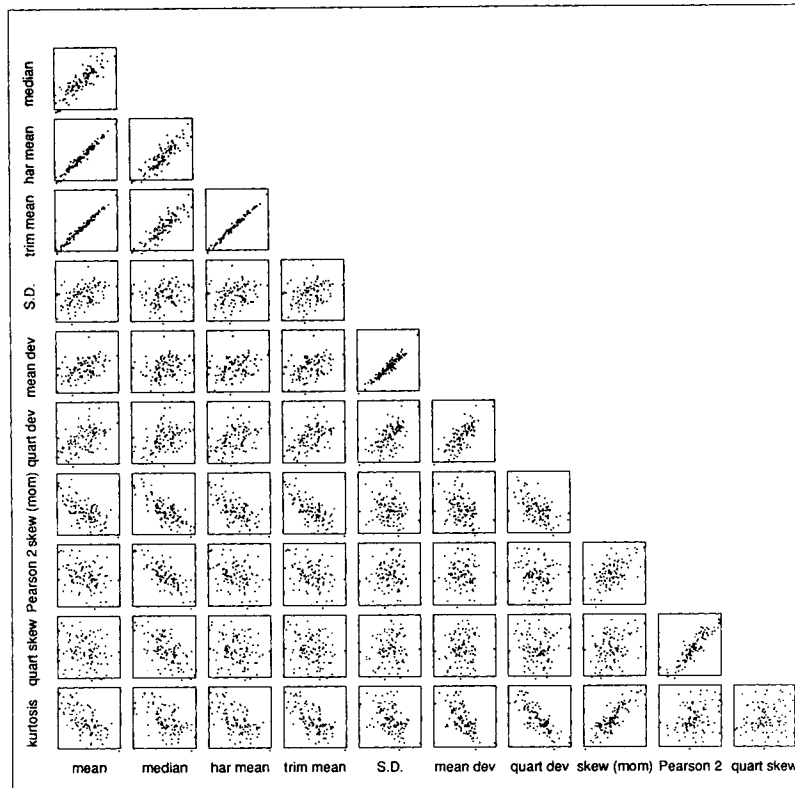 median
har mean
trim mean
S.D.
mean dev
quart dev
skew (mom)
Pearson 2
quart skew
kurtosis
mean median har mean trim mean S.D. mean dev quart dev skew (mom) Pearson 2 quart skew